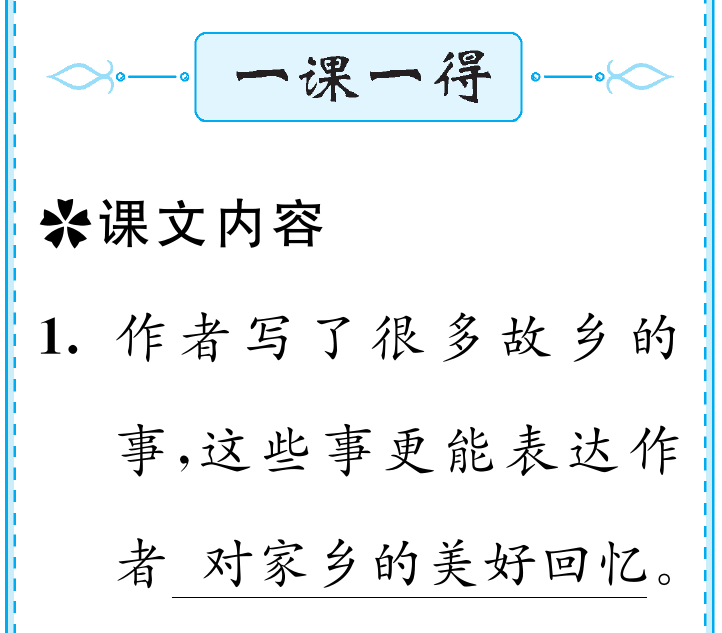 一课一得
课文内容
1. 作者写了很多故乡的
事,这些事更能表达作
者 对家乡的美好回忆。